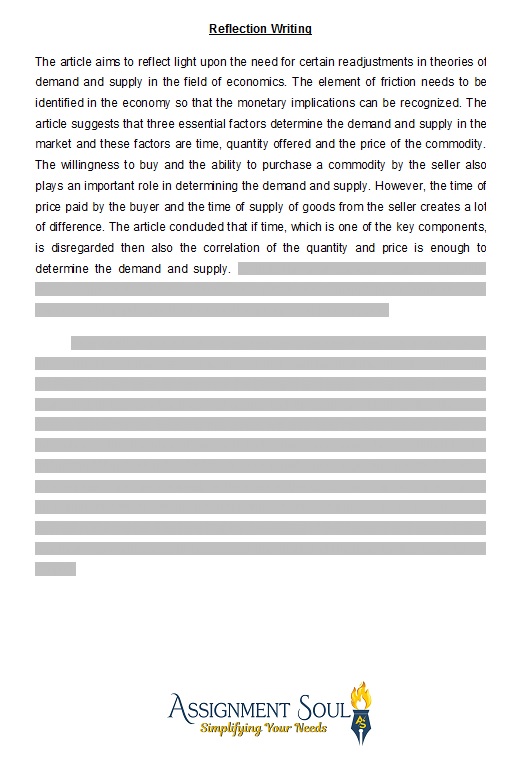 Reflection Writing
The article aims to reflect light upon the need for certain readjustments in theories of
demand and supply in the field of economics. The element of friction needs to be
identified in the economy so that the monetary implications can be recognized. The
article suggests that three essential factors determine the demand and supply in the
market and these factors are time, quantity offered and the price of the commodity.
The willingness to buy and the ability to purchase a commodity by the seller also
plays an important role in determining the demand and supply. However, the time of
price paid by the buyer and the time of supply of goods from the seller creates a lot
of difference. The article concluded that if time, which is one of the key components,
is disregarded then also the correlation of the quantity and price is enough to
determine the demand and supply.
ASSIGNMENT SOUL
Simplifying Your Needs
AS